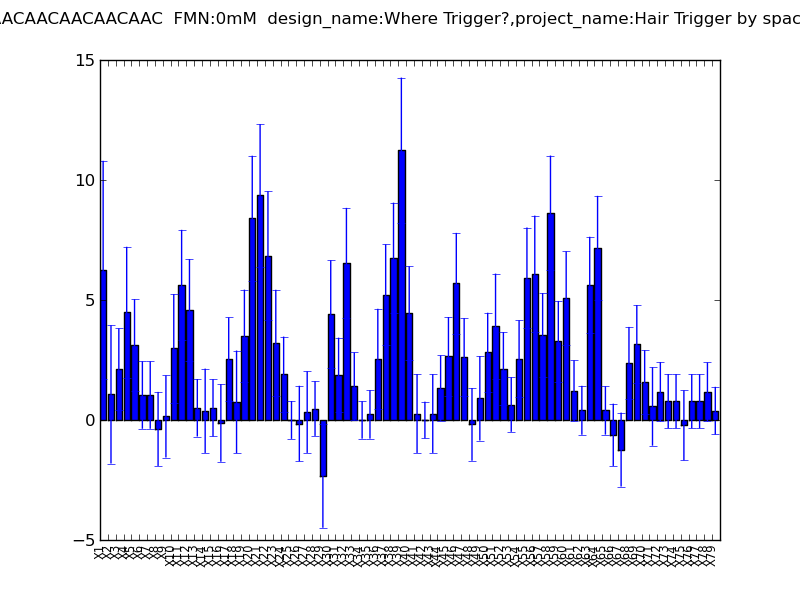 ACAACAACAACAAC  FMN:0mM  design_name:Where Trigger?,project_name:Hair Trigger by spac
15
10
5
0
−5
X1 X2 X3 X4 X5 X6 X7 X8 X9 X10 X11 X12 X13 X14 X15 X16 X17 X18 X19 X20 X21 X22 X23 X24 X25 X26 X27 X28 X29 X30 X31 X32 X33 X34 X35 X36 X37 X38 X39 X40 X41 X42 X43 X44 X45 X46 X47 X48 X49 X50 X51 X52 X53 X54 X55 X56 X57 X58 X59 X60 X61 X62 X63 X64 X65 X66 X67 X68 X69 X70 X71 X72 X73 X74 X75 X76 X77 X78 X79